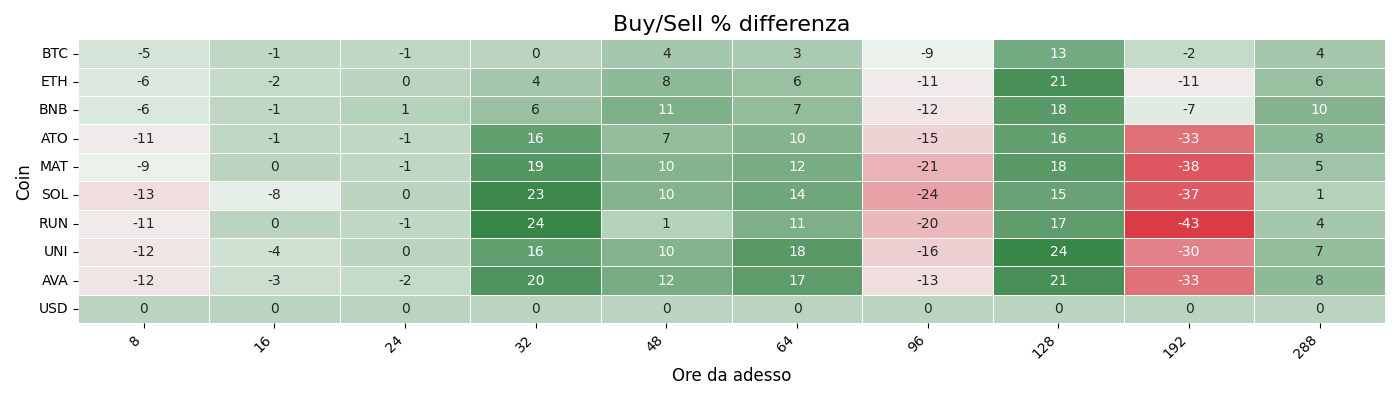 Buy/Sell % differenza
BTC -5 -1 -1 0 4 3 -9 13 -2 4
ETH -6 -2 0 4 8 6 -11 21 -11 6
BNB -6 -1 1 6 11 7 -12 18 -7 10
ATO -11 -1 -1 16 7 10 -15 16 -33 8
MAT -9 0 -1 19 10 12 -21 18 -38 5
SOL -13 -8 0 23 10 14 -24 15 -37 1
RUN -11 0 -1 24 1 11 -20 17 -43 4
UNI -12 -4 0 16 10 18 -16 24 -30 7
AVA -12 -3 -2 20 12 17 -13 21 -33 8
USD 0 0 0 0 0 0 0 0 0 0
Coin
8 16 24 32 48 64 96 128 192 288
Ore da adesso